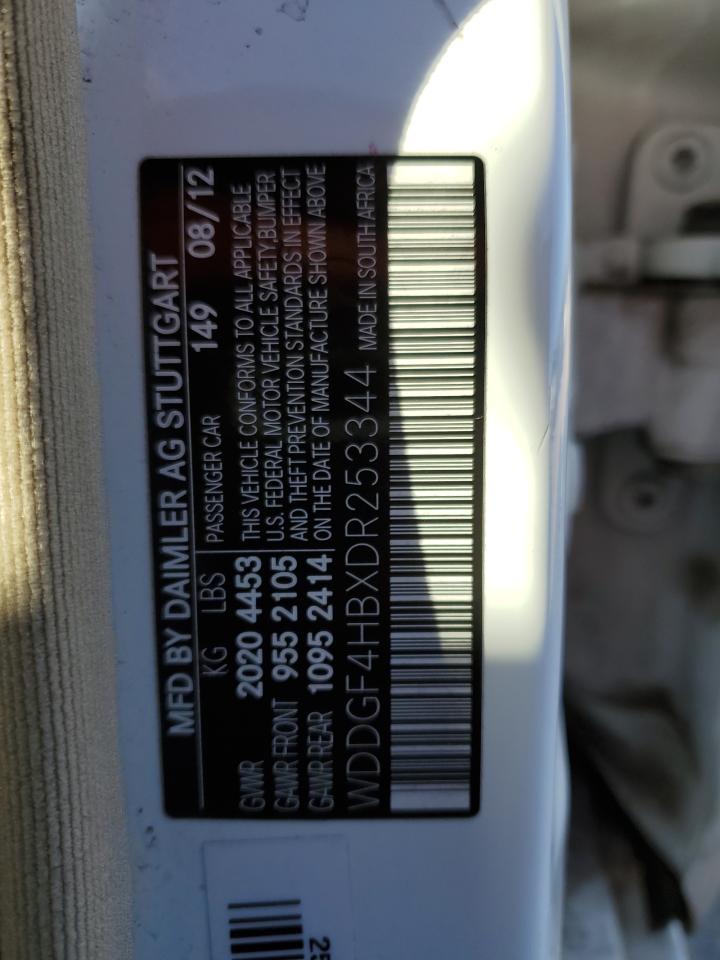 MFD BY DAIMLER AG STUTTGART
KG LBS PASSENGER CAR 149 08/12
GVWR 2020 4453 THIS VEHICLE CONFORMS TO ALL APPLICABLE
GAWR FRONT 955 2105 U.S. FEDERAL MOTOR VEHICLE SAFETY,BUMPER
AND THEFT PREVENTION STANDARDS IN EFFECT
GAWR REAR 1095 2414 ON THE DATE OF MANUFACTURE SHOWN ABOVE
WDDGF4HBXDR253344 MADE IN SOUTH AFRICA
25